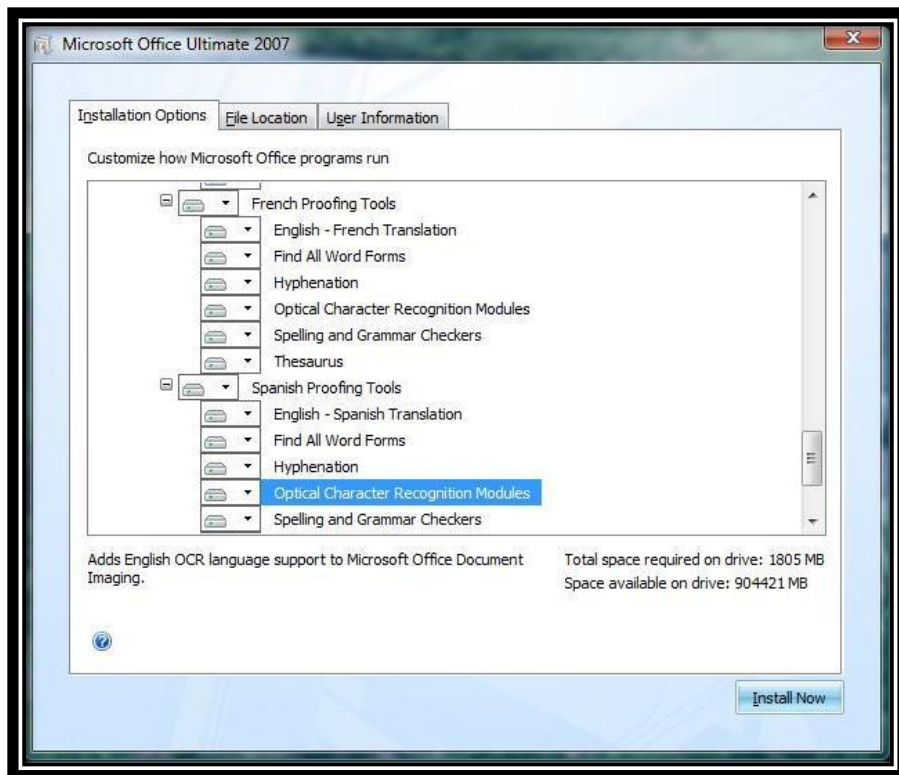 Microsoft Office Ultimate 2007
Installation Options File Location User Information
Customize how Microsoft Office programs run
French Proofing Tools
English - French Translation
Find All Word Forms
Hyphenation
Optical Character Recognition Modules
Spelling and Grammar Checkers
Thesaurus
Spanish Proofing Tools
English - Spanish Translation
Find All Word Forms
Hyphenation
Optical Character Recognition Modules
Spelling and Grammar Checkers
Adds English OCR language support to Microsoft Office Document
Imaging.
Total space required on drive: 1805 MB
Space available on drive: 904421 MB
Install Now